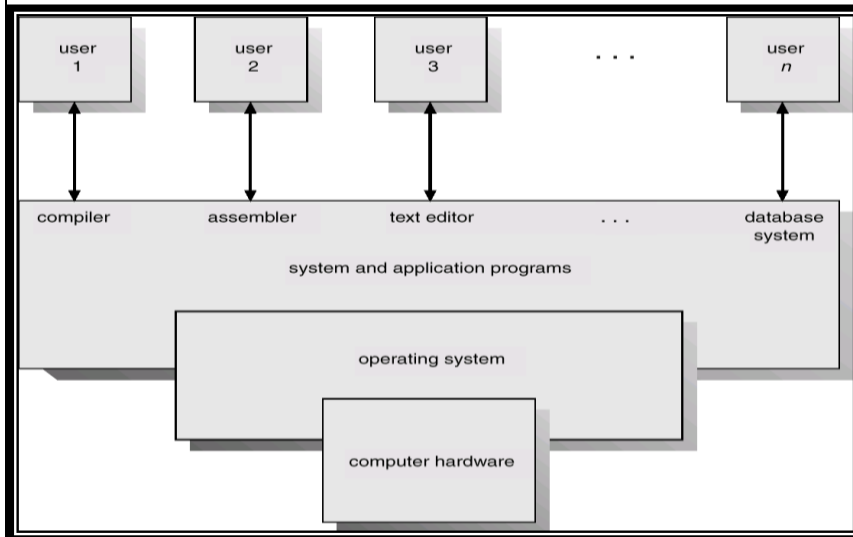 user
1
user
2
user
3
. . .
user
n
compiler
assembler
text editor
. . .
database
system
system and application programs
operating system
computer hardware